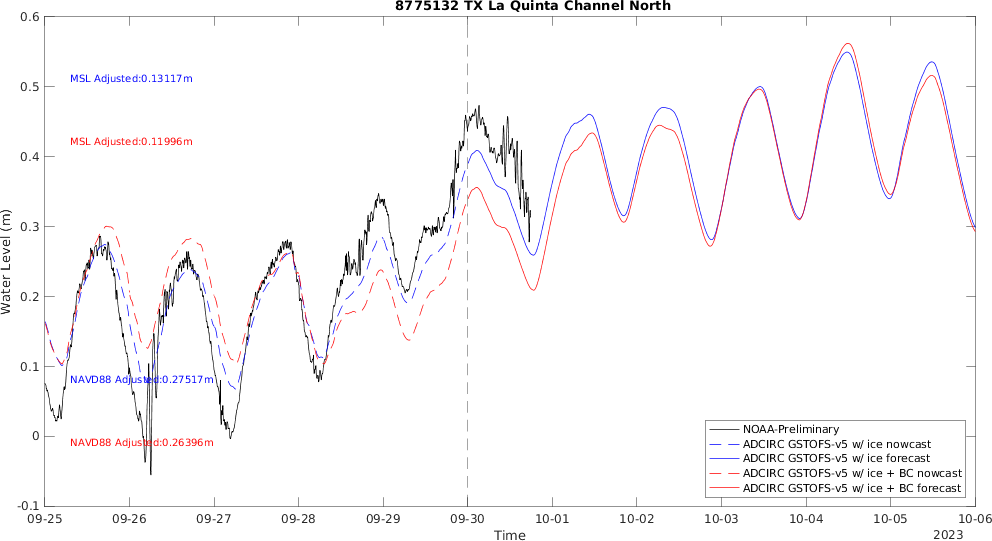 8775132 TX La Quinta Channel North
0.6
0.5
0.4
0.3
0.2
0.1
0
-0.1
Water Level (m)
MSL Adjusted:0.13117m
MSL Adjusted:0.11996m
NAVD88 Adjusted:0.27517m
NAVD88 Adjusted:0.26396m
NOAA-Preliminary
ADCIRC GSTOFS-v5 w/ ice nowcast
ADCIRC GSTOFS-v5 w/ ice forecast
ADCIRC GSTOFS-v5 w/ ice + BC nowcast
ADCIRC GSTOFS-v5 w/ ice + BC forecast
09-25 09-26 09-27 09-28 09-29 09-30 10-01 10-02 10-03 10-04 10-05 10-06
Time
2023